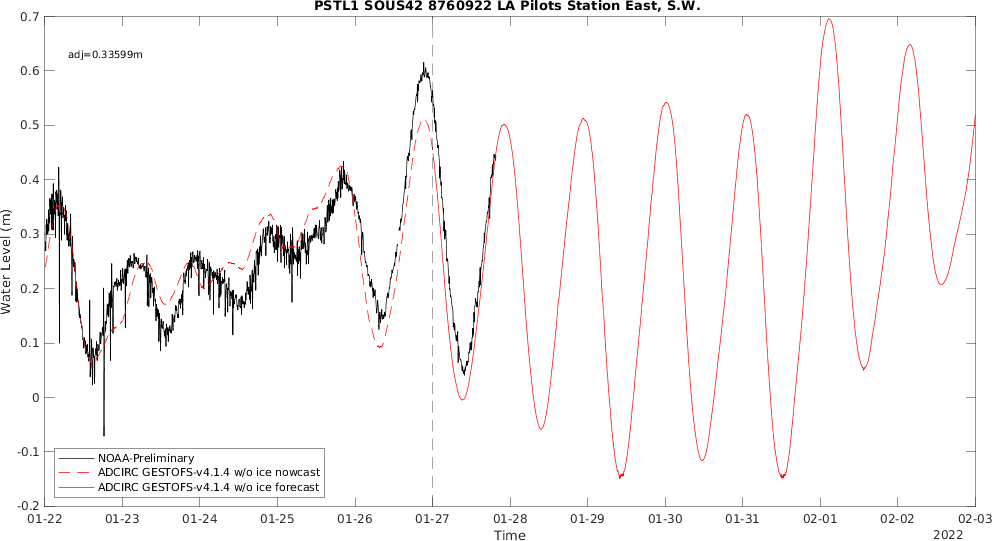 PSTL1 SOUS42 8760922 LA Pilots Station East, S.W.
adj=0.33599m
0.7
0.6
0.5
0.4
0.3
0.2
0.1
0
-0.1
-0.2
Water Level (m)
NOAA-Preliminary
ADCIRC GESTOFS-v4.1.4 w/o ice nowcast
ADCIRC GESTOFS-v4.1.4 w/o ice forecast
01-22 01-23 01-24 01-25 01-26 01-27 01-28 01-29 01-30 01-31 02-01 02-02 02-03
Time
2022